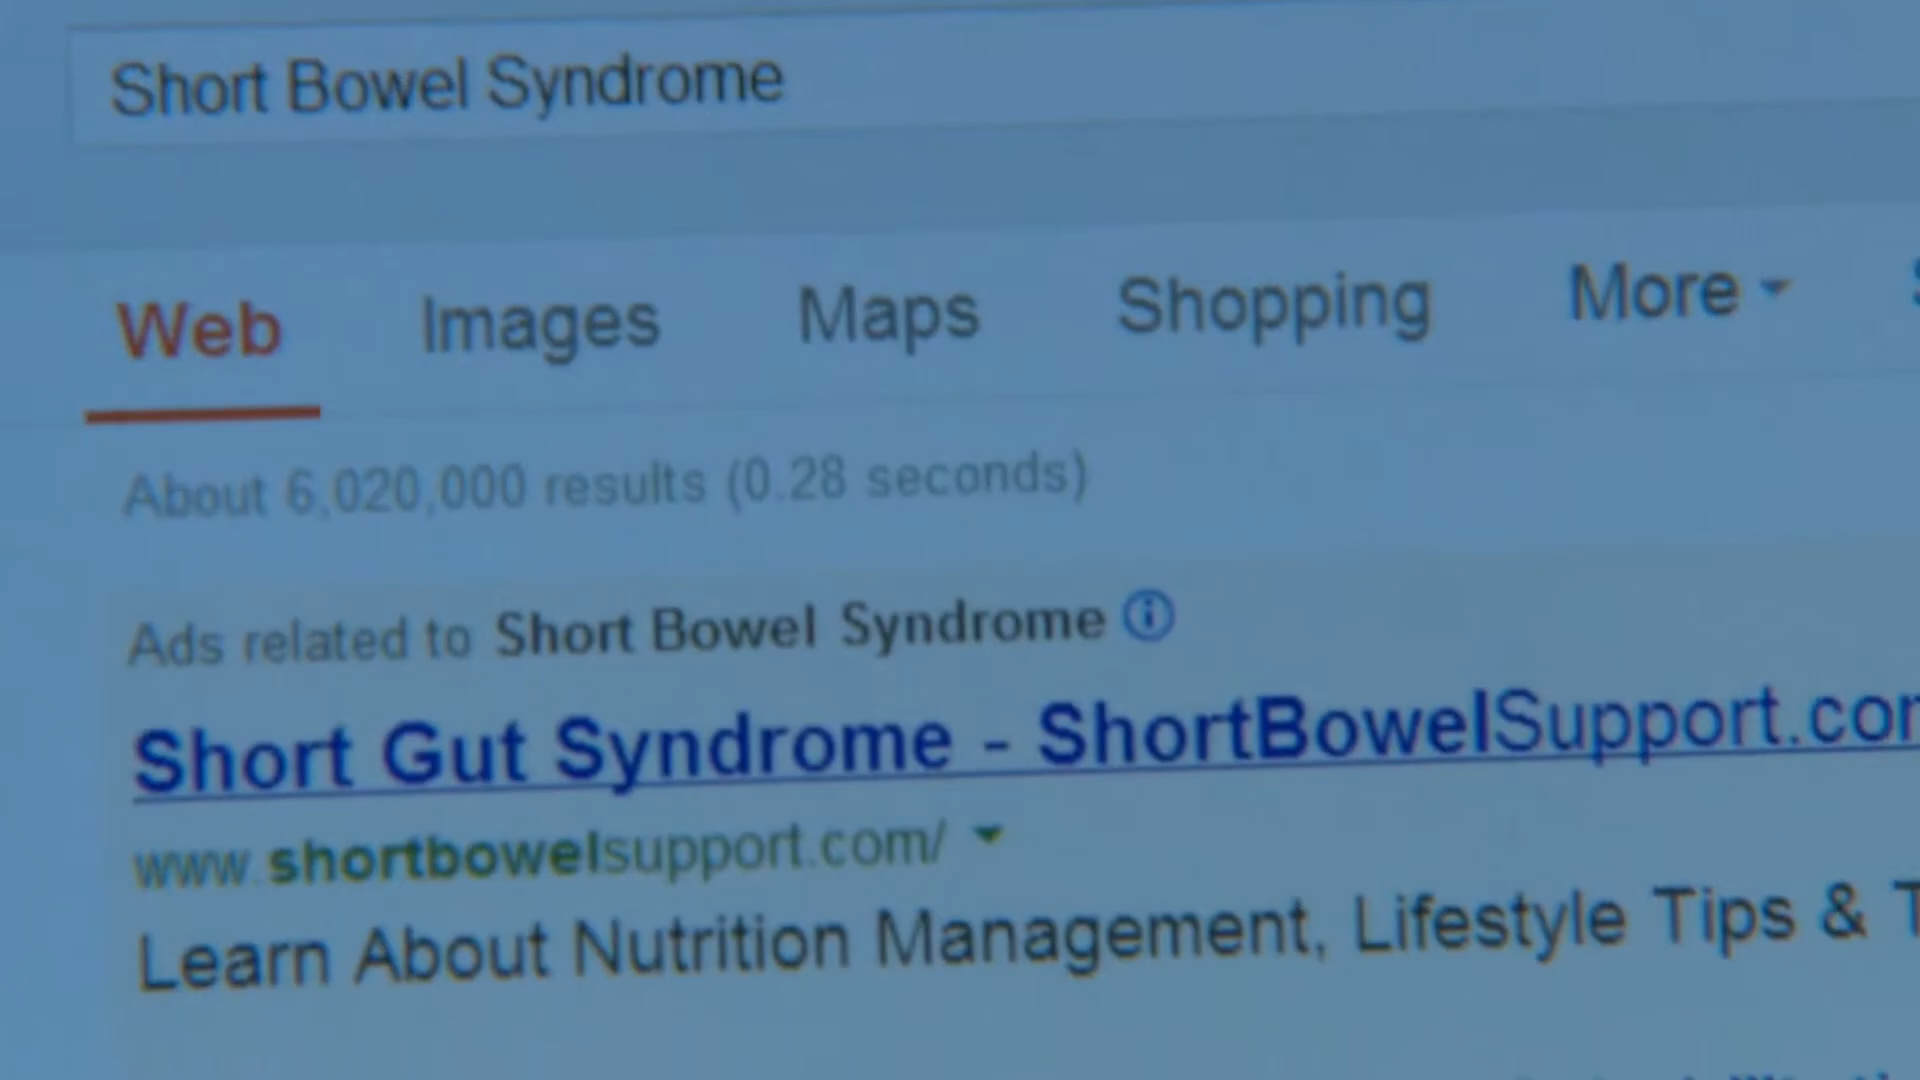 Short Bowel Syndrome
Web Images Maps Shopping More
About 6,020,000 results (0.28 seconds)
Ads related to Short Bowel Syndrome
Short Gut Syndrome - ShortBowelSupport.com
www.shortbowelsupport.com/
Learn About Nutrition Management, Lifestyle Tips &